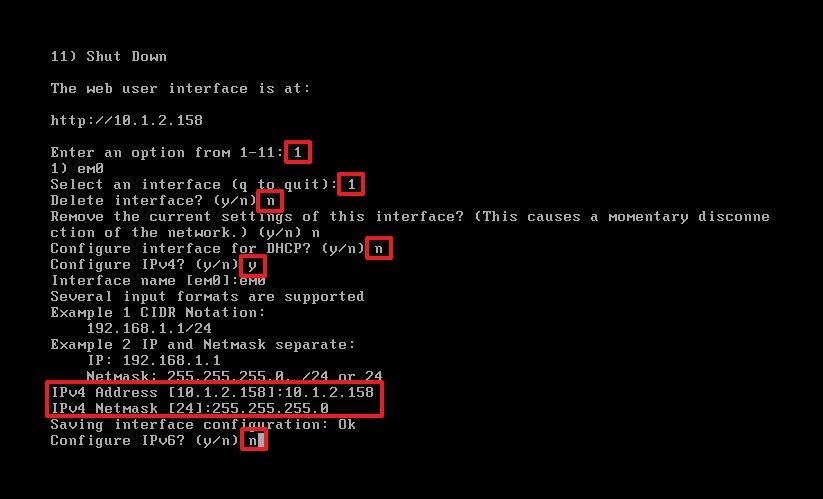 11) Shut Down
The web user interface is at:
http://10.1.2.158
Enter an option from 1-11: 1
1) em0
Select an interface (q to quit): 1
Delete interface? (y/n) n
Remove the current settings of this interface? (This causes a momentary disconne
ction of the network.) (y/n) n
Configure interface for DHCP? (y/n) n
Configure IPv4? (y/n) y
Interface name [em0]:em0
Several input formats are supported
Example 1 CIDR Notation:
    192.168.1.1/24
Example 2 IP and Netmask separate:
    IP: 192.168.1.1
    Netmask: 255.255.255.0, /24 or 24
IPv4 Address [10.1.2.158]:10.1.2.158
IPv4 Netmask [24]:255.255.255.0
Saving interface configuration: Ok
Configure IPv6? (y/n) n